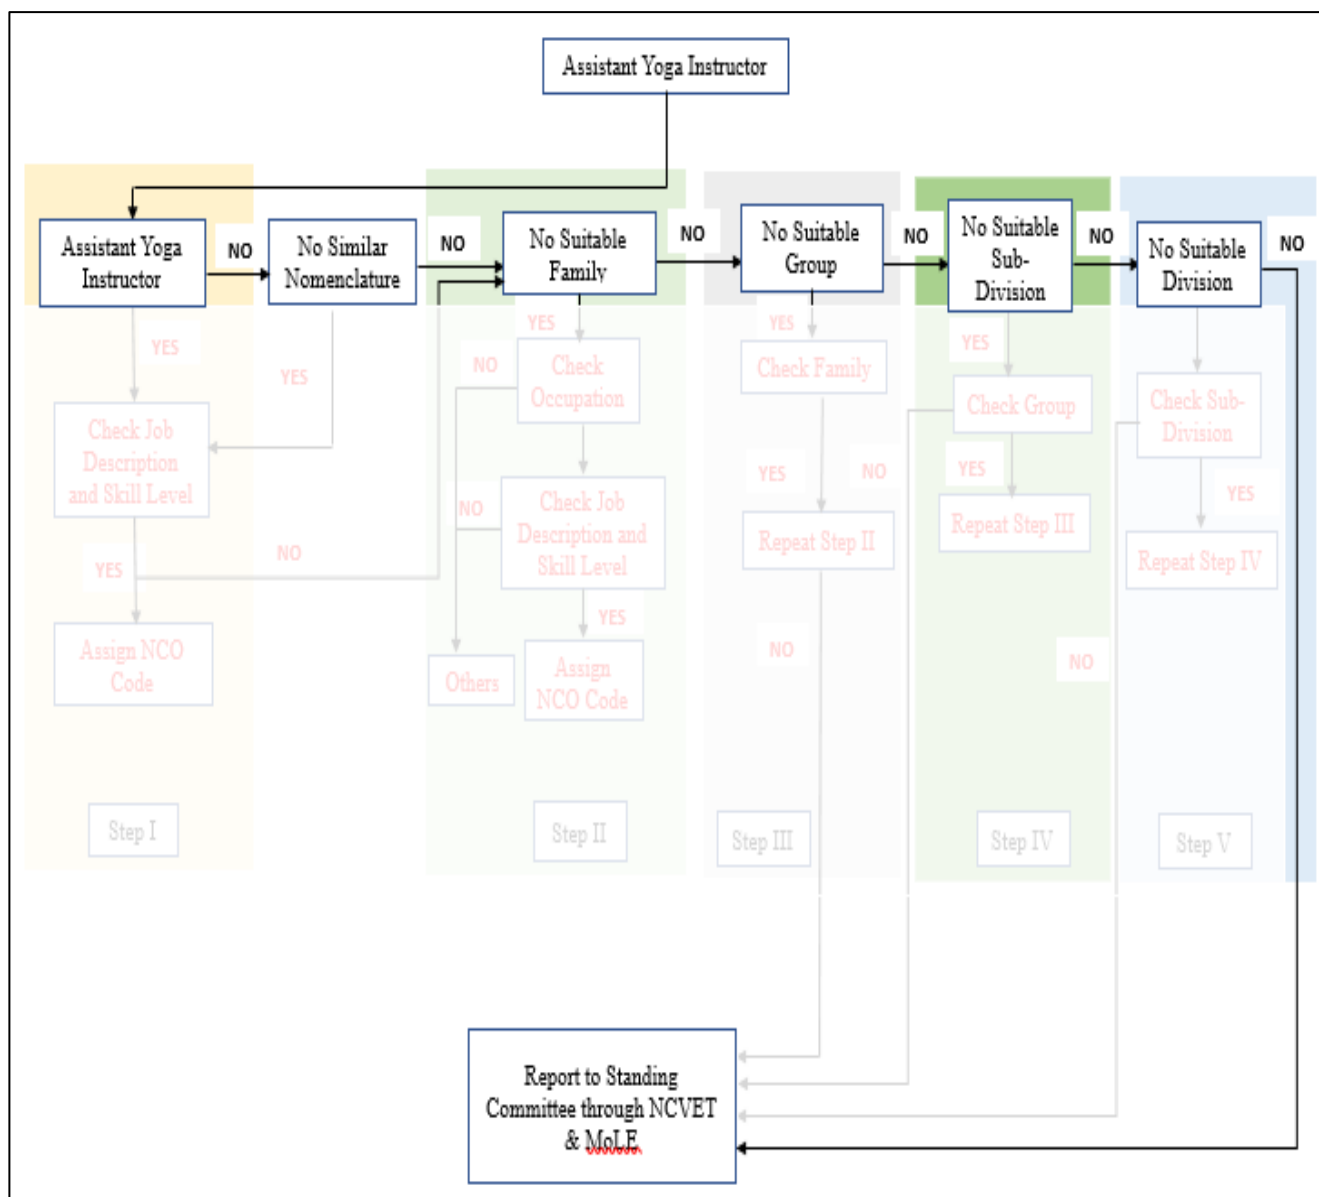 Assistant Yoga Instructor
Assistant Yoga
Instructor
NO
No Similar
Nomenclature
NO
No Suitable
Family
NO
No Suitable
Group
NO
No Suitable
Sub-
Division
NO
No Suitable
Division
NO
YES
YES
Check Job
Description
and Skill Level
YES
NO
Assign NCO
Code
Step I
YES
NO
Check
Occupation
NO
Check Job
Description and
Skill Level
YES
Others
Assign
NCO Code
Step II
YES
Check Family
YES
NO
Repeat Step II
NO
Step III
YES
Check Group
YES
Repeat Step III
NO
Step IV
Check Sub-
Division
YES
Repeat Step IV
Step V
Report to Standing
Committee through NCVET
& MoLE